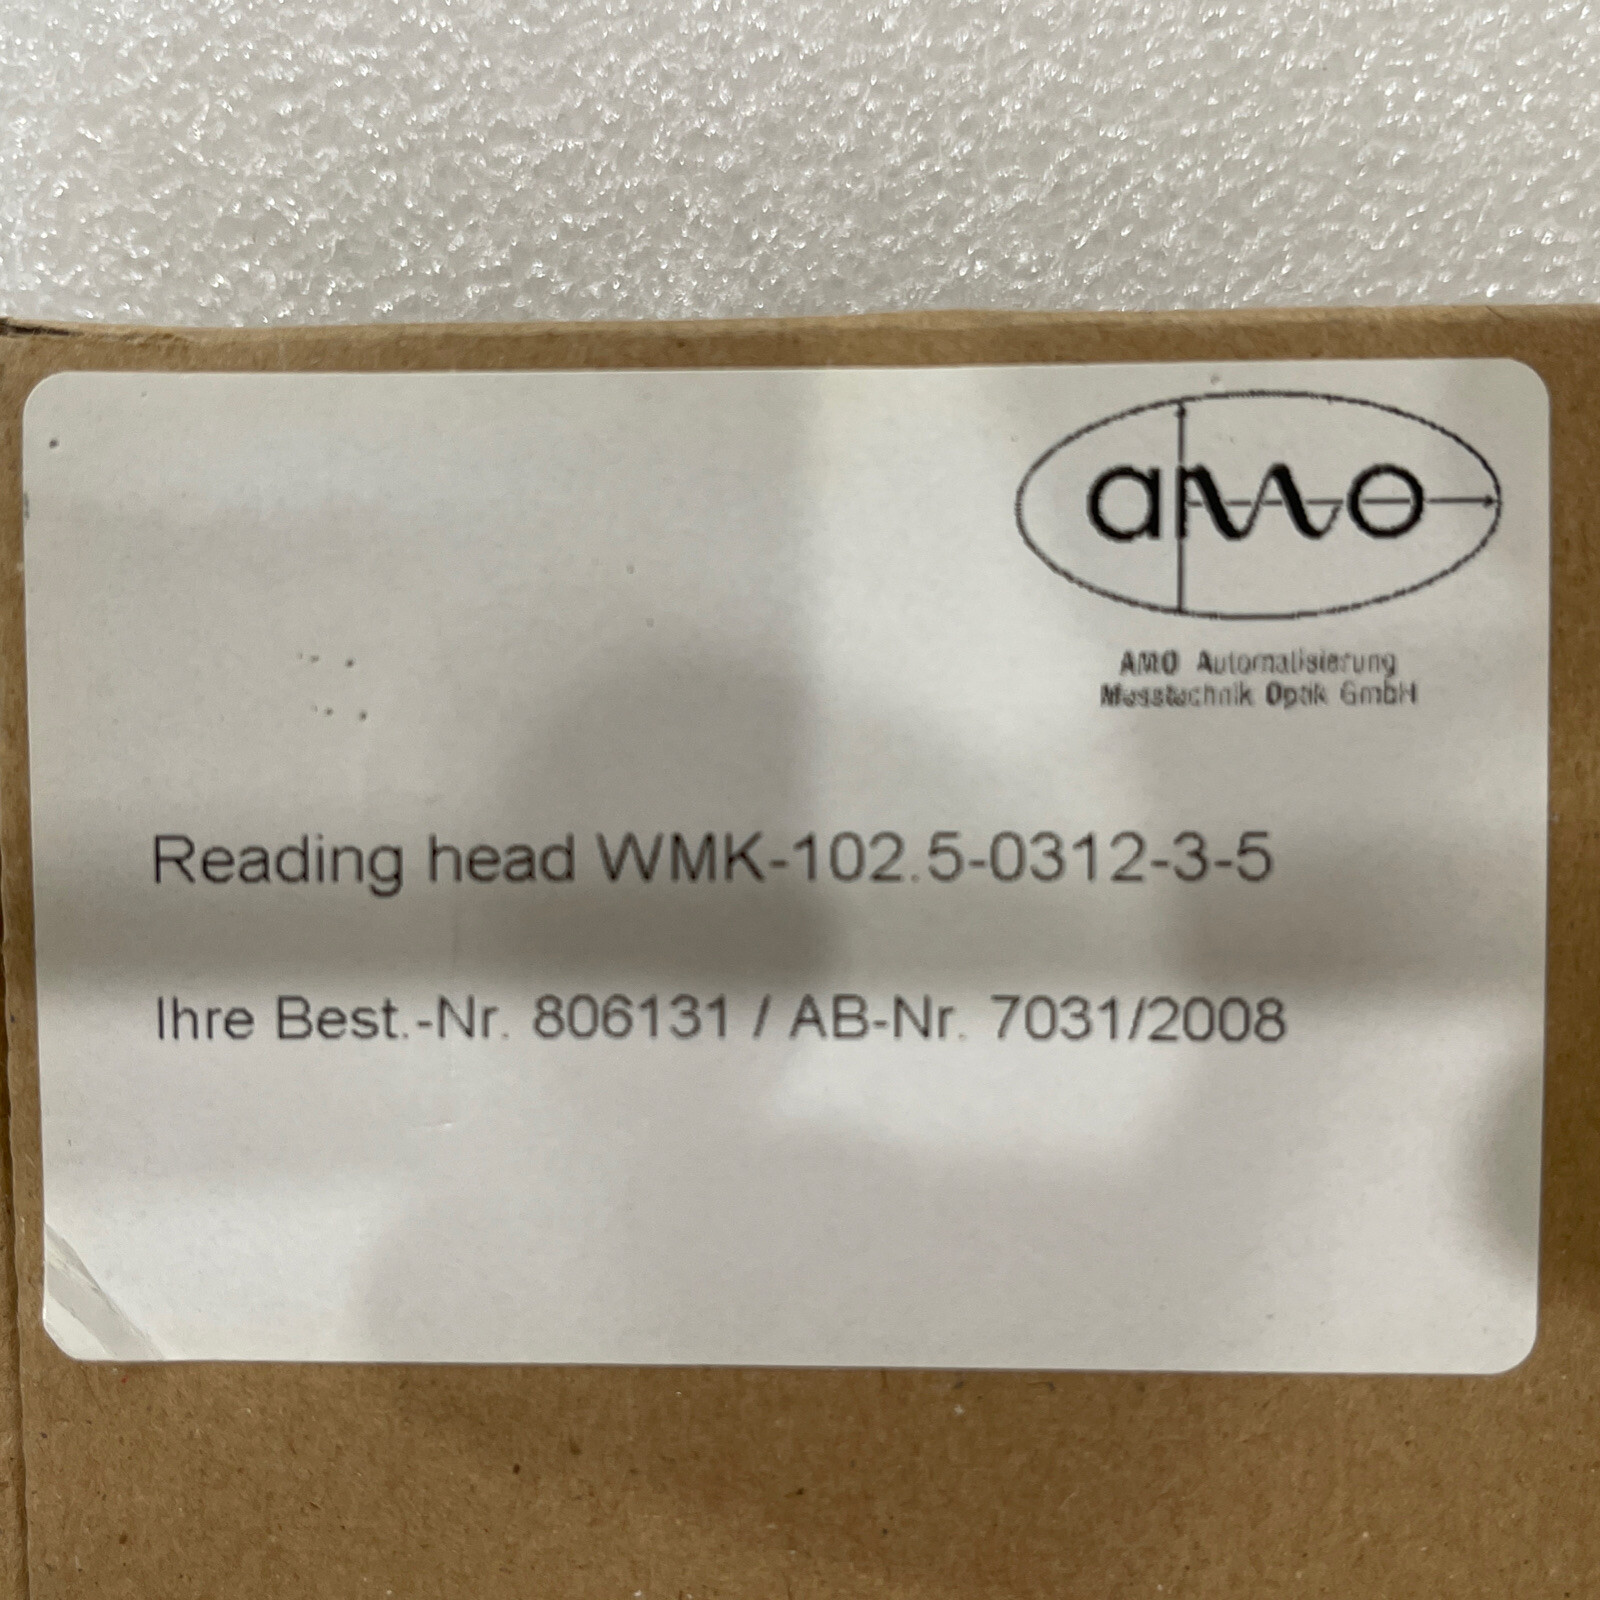 amo
AMO Automatisierung
Messtechnik Optik GmbH
Reading head WMK-102.5-0312-3-5
Ihre Best.-Nr. 806131 / AB-Nr. 7031/2008